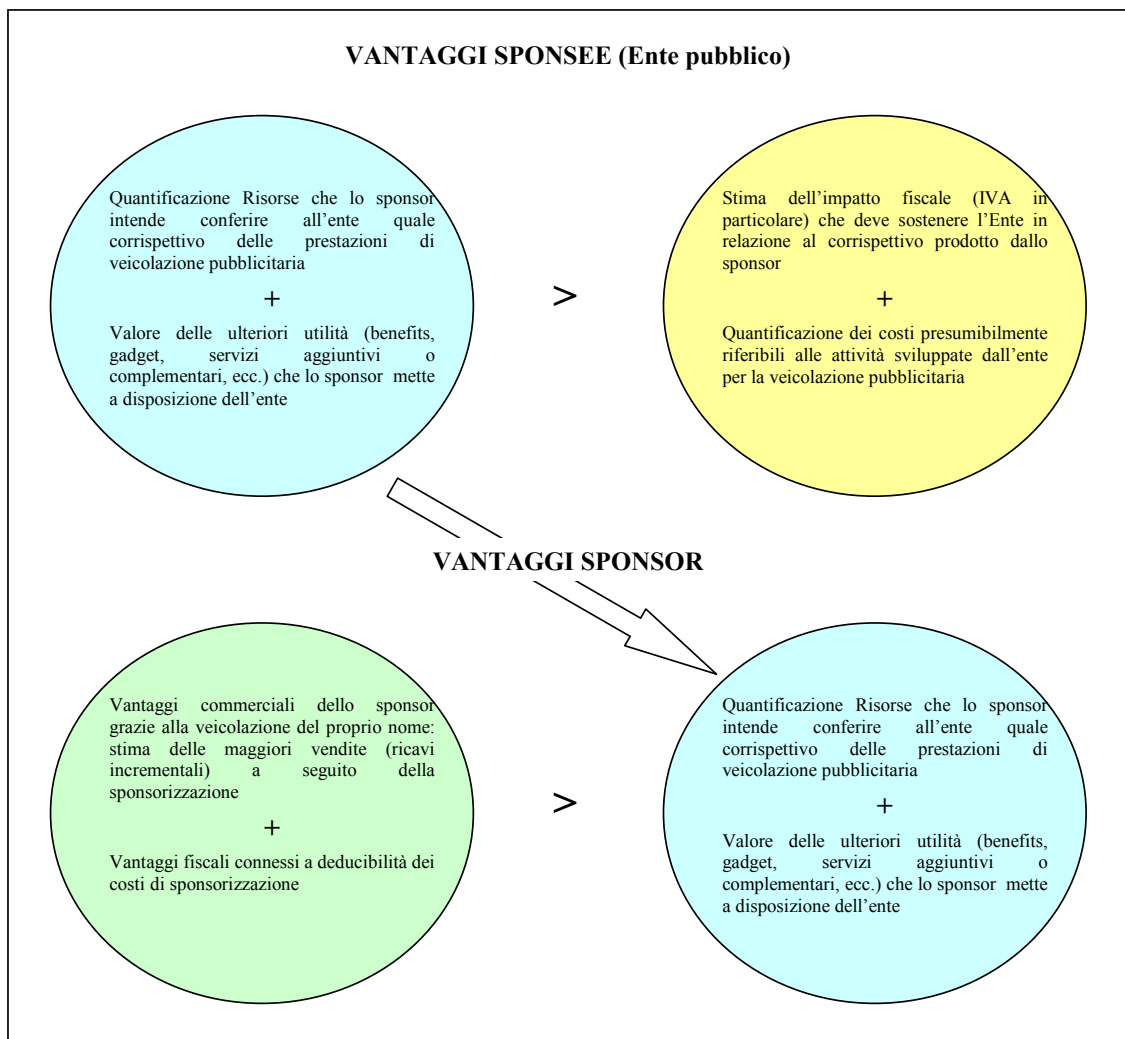 VANTAGGI SPONSEE (Ente pubblico)
Quantificazione Risorse che lo sponsor
intende conferire all’ente quale
corrispettivo delle prestazioni di
veicolazione pubblicitaria
+
Valore delle ulteriori utilità (benefits,
gadget, servizi aggiuntivi o
complementari, ecc.) che lo sponsor mette
a disposizione dell’ente
>
Stima dell’impatto fiscale (IVA in
particolare) che deve sostenere l’Ente in
relazione al corrispettivo prodotto dallo
sponsor
+
Quantificazione dei costi presumibilmente
riferibili alle attività sviluppate dall’ente
per la veicolazione pubblicitaria
VANTAGGI SPONSOR
Vantaggi commerciali dello sponsor
grazie alla veicolazione del proprio nome:
stima delle maggiori vendite (ricavi
incrementali) a seguito della
sponsorizzazione
+
Vantaggi fiscali connessi a deducibilità dei
costi di sponsorizzazione
>
Quantificazione Risorse che lo sponsor
intende conferire all’ente quale
corrispettivo delle prestazioni di
veicolazione pubblicitaria
+
Valore delle ulteriori utilità (benefits,
gadget, servizi aggiuntivi o
complementari, ecc.) che lo sponsor mette
a disposizione dell’ente